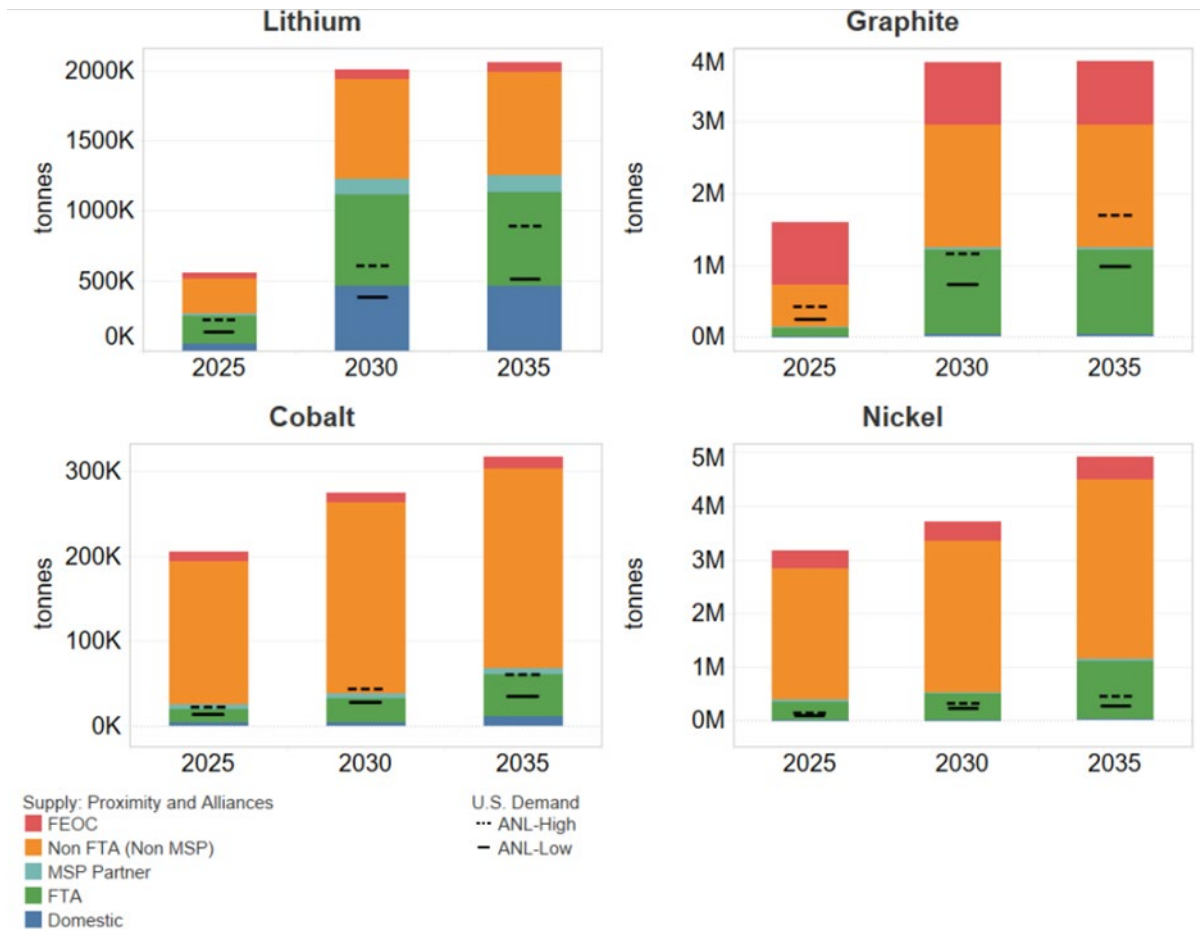 Lithium
2000K
1500K
1000K
500K
0K
tonnes
2025
2030
2035
Graphite
4M
3M
2M
1M
0M
tonnes
2025
2030
2035
Cobalt
300K
200K
100K
0K
tonnes
2025
2030
2035
Nickel
5M
4M
3M
2M
1M
0M
tonnes
2025
2030
2035
Supply: Proximity and Alliances
FEOC
Non FTA (Non MSP)
MSP Partner
FTA
Domestic
U.S. Demand
ANL-High
ANL-Low